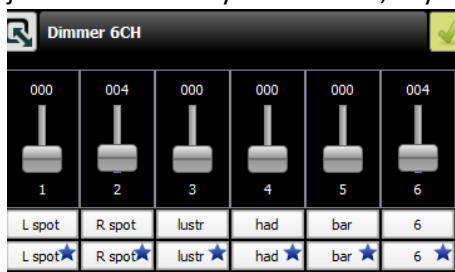 Dimmer 6CH
000 004 000 000 000 004
1 2 3 4 5 6
L spot R spot lustr had bar 6
L spot R spot lustr had bar 6